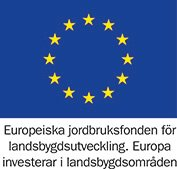 Europeiska jordbruksfonden för
landsbygdsutveckling. Europa
investerar i landsbygdsområden